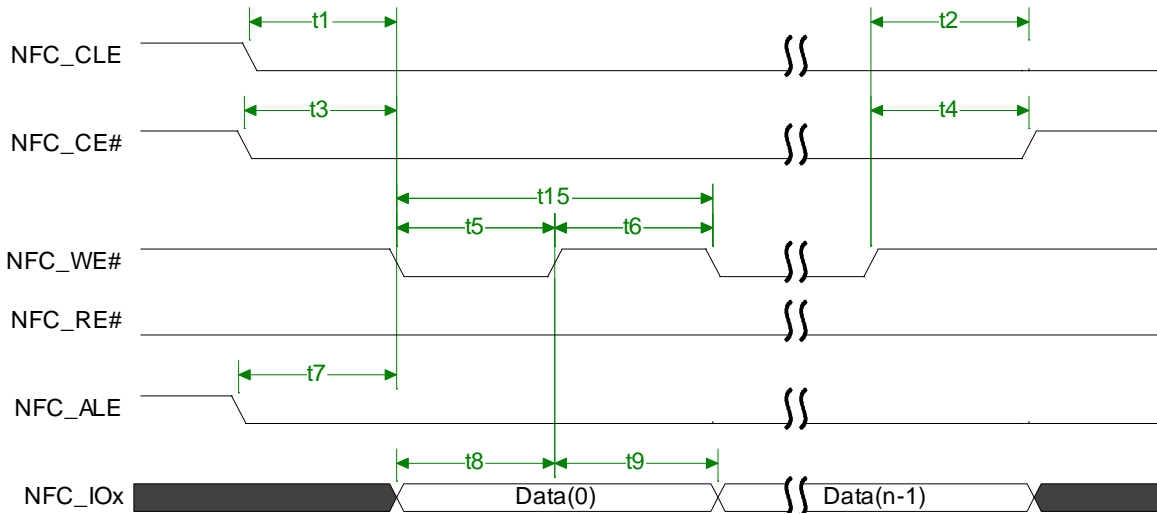 t1
t2
NFC_CLE
t3
t4
NFC_CE#
t15
t5
t6
NFC_WE#
NFC_RE#
t7
NFC_ALE
t8
t9
NFC_IOx
Data(0)
Data(n-1)